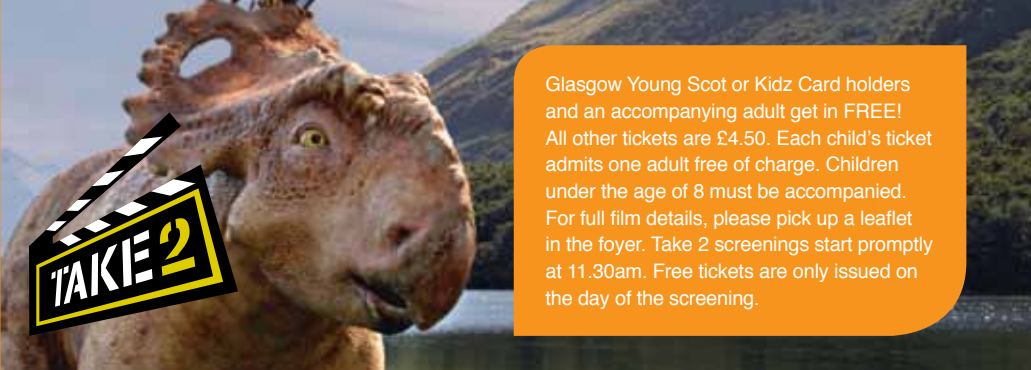 TAKE 2
Glasgow Young Scot or Kidz Card holders
and an accompanying adult get in FREE!
All other tickets are £4.50. Each child's ticket
admits one adult free of charge. Children
under the age of 8 must be accompanied.
For full film details, please pick up a leaflet
in the foyer. Take 2 screenings start promptly
at 11.30am. Free tickets are only issued on
the day of the screening.